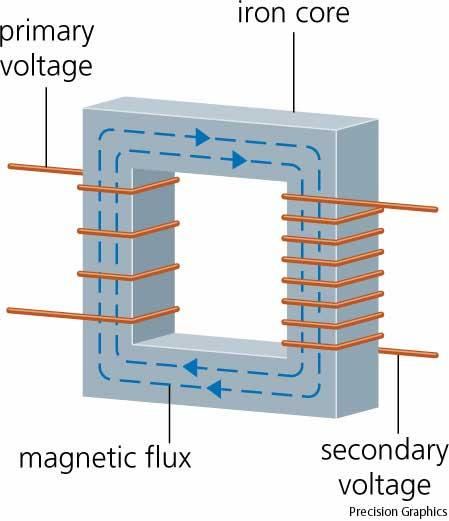 iron core
primary
voltage
magnetic flux
secondary
voltage
Precision Graphics